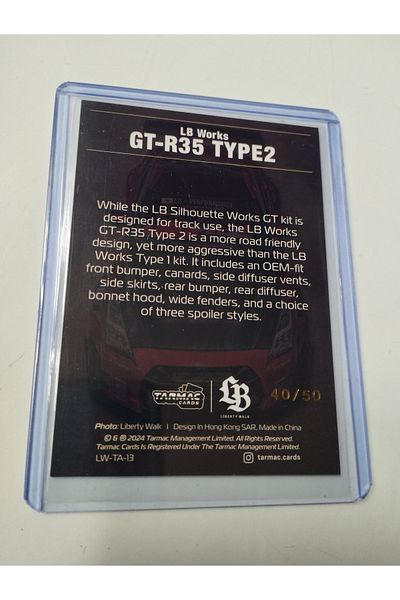 LB Works
GT-R35 TYPE2
While the LB Silhouette Works GT kit is
designed for track use, the LB Works
GT-R35 Type 2 is a more road friendly
design, yet more aggressive than the LB
Works Type 1 kit. It includes an OEM-fit
front bumper, canards, side diffuser vents,
side skirts, rear bumper, rear diffuser,
bonnet hood, wide fenders, and a choice
of three spoiler styles.
TARMAC
CARDS
LB
LIBERTY WALK
40/50
Photo: Liberty Walk | Design In Hong Kong SAR, Made in China
© & ® 2024 Tarmac Management Limited. All Rights Reserved.
Tarmac Cards Is Registered Under The Tarmac Management Limited.
LW-TA-13
tarmac.cards